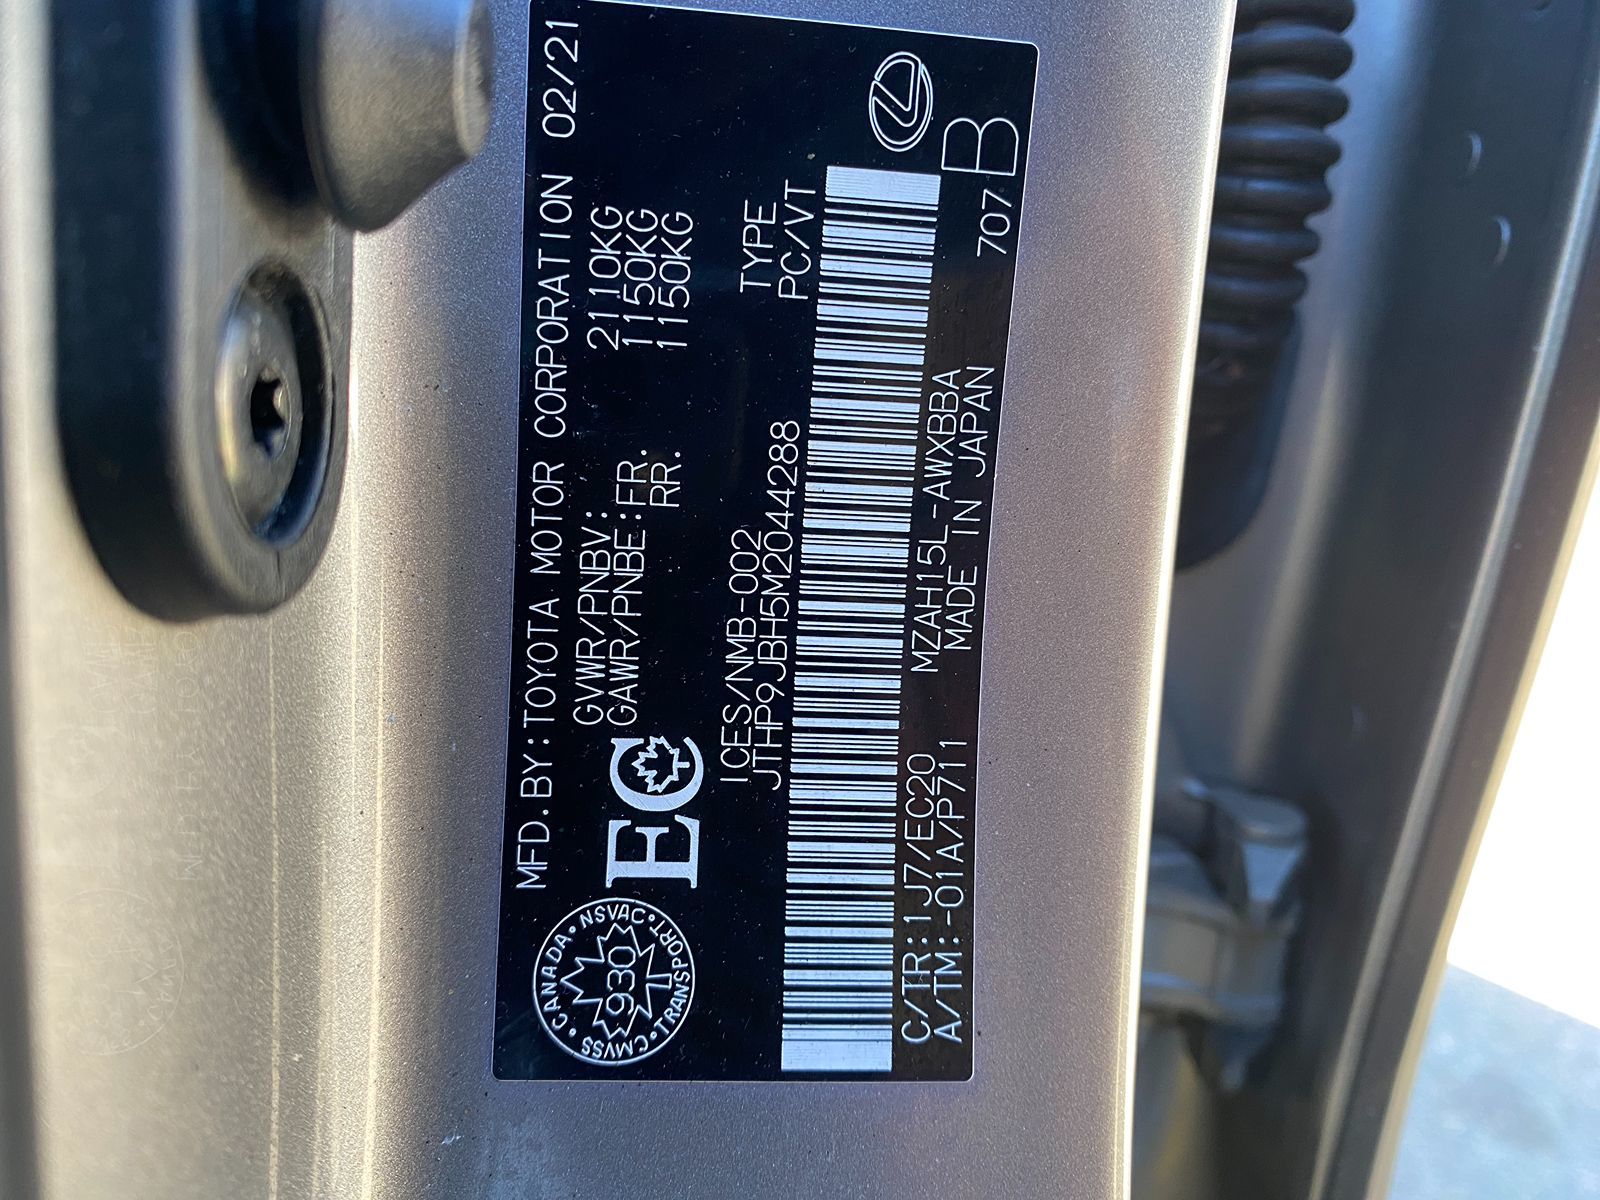 MFD.BY:TOYOTA MOTOR CORPORATION 02/21
GVWR/PNBV: 2110KG
GAWR/PNBE:FR. 1150KG
RR. 1150KG
CANADA • NSVAC • TRANSPORT • CMVSS
930
EC
ICES/NMB-002 TYPE
JTHP9JBH5M2044288 PC/VT
C/TR:1J7/EC20 MZAH15L-AWXBBA
A/TM:-01A/P711 MADE IN JAPAN 707 B